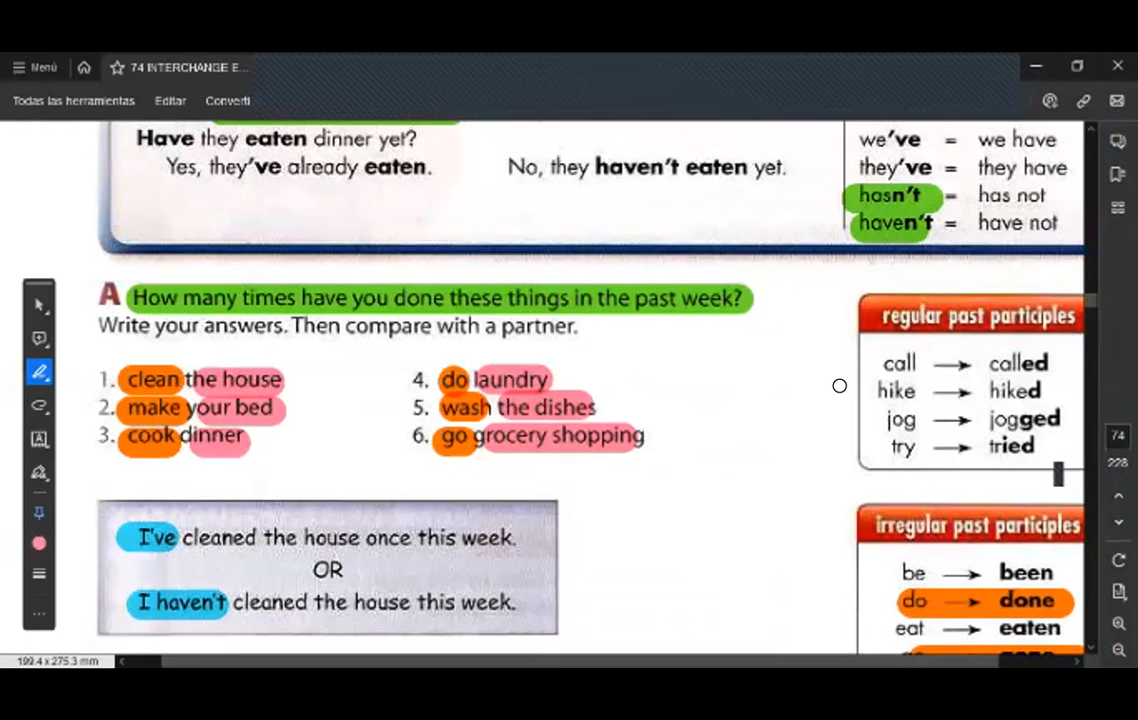 Menú
74 INTERCHANGE E...
Todas las herramientas Editar Converti
Have they eaten dinner yet?
Yes, they've already eaten. No, they haven't eaten yet.
we've = we have
they've = they have
hasn't = has not
haven't = have not
A How many times have you done these things in the past week?
Write your answers. Then compare with a partner.
1. clean the house
2. make your bed
3. cook dinner
4. do laundry
5. wash the dishes
6. go grocery shopping
I've cleaned the house once this week.
OR
I haven't cleaned the house this week.
regular past participles
call → called
hike → hiked
jog → jogged
try → tried
irregular past participles
be → been
do → done
eat → eaten
74
228
199.4 x 275.3 mm